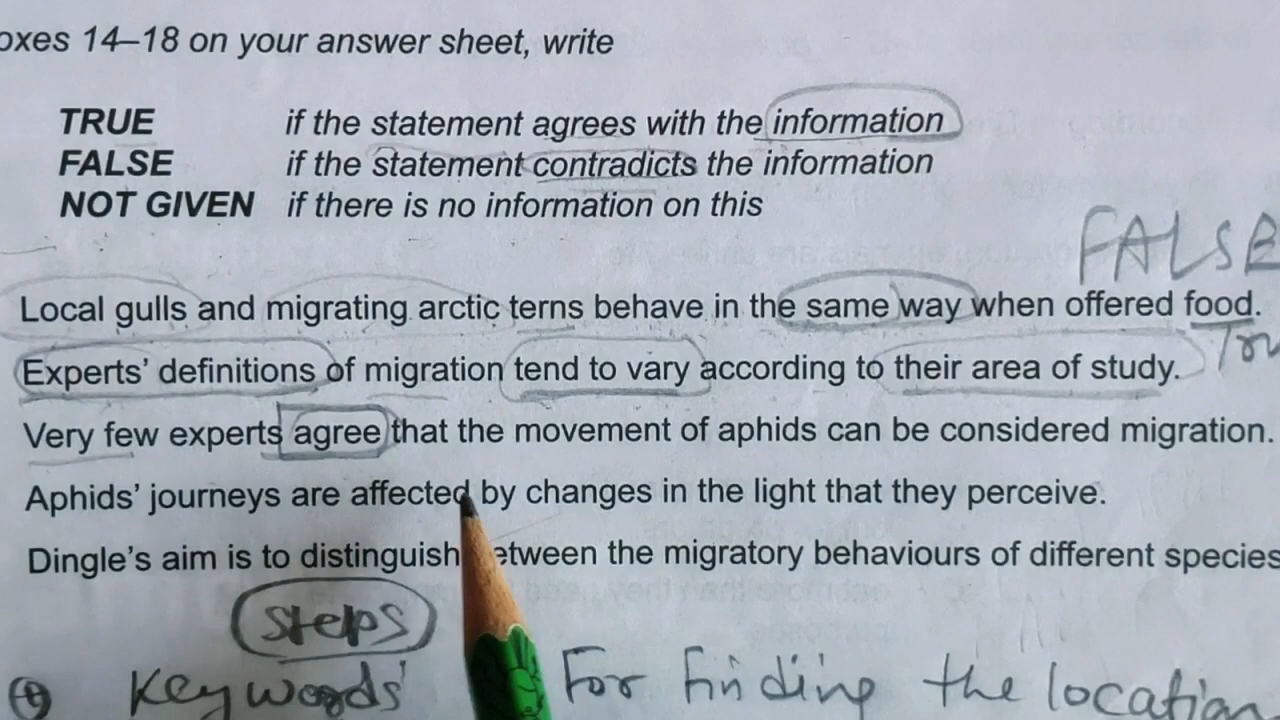 oxes 14–18 on your answer sheet, write
TRUE if the statement agrees with the information
FALSE if the statement contradicts the information
NOT GIVEN if there is no information on this
FALSE
Local gulls and migrating arctic terns behave in the same way when offered food.
Experts’ definitions of migration tend to vary according to their area of study. Tru
Very few experts agree that the movement of aphids can be considered migration.
Aphids’ journeys are affected by changes in the light that they perceive.
Dingle’s aim is to distinguish etween the migratory behaviours of different species
steps
Keywords For Finding the location